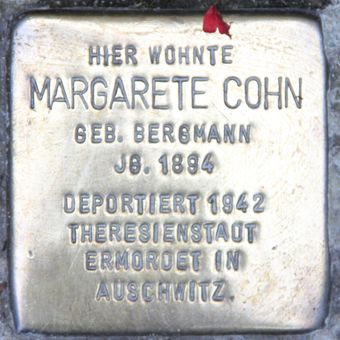 HIER WOHNTE
MARGARETE COHN
GEB. BERGMANN
JG. 1894
DEPORTIERT 1942
THERESIENSTADT
ERMORDET IN
AUSCHWITZ.